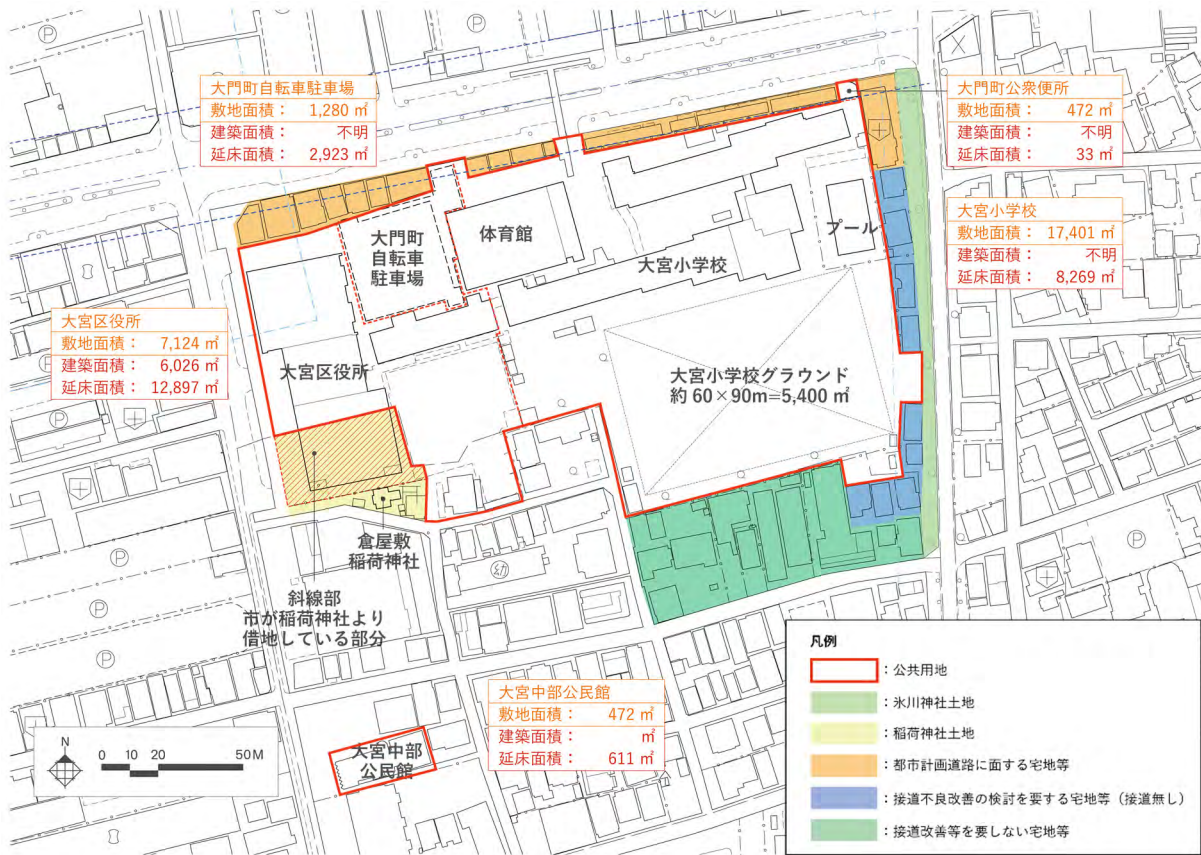 大門町自転車駐車場
敷地面積： 1,280 ㎡
建築面積： 不明
延床面積： 2,923 ㎡
大門町公衆便所
敷地面積： 472 ㎡
建築面積： 不明
延床面積： 33 ㎡
大宮小学校
敷地面積： 17,401 ㎡
建築面積： 不明
延床面積： 8,269 ㎡
大宮区役所
敷地面積： 7,124 ㎡
建築面積： 6,026 ㎡
延床面積： 12,897 ㎡
大門町
自転車
駐車場
体育館
プール
大宮小学校
大宮区役所
大宮小学校グラウンド
約 60×90m=5,400 ㎡
倉屋敷
稲荷神社
斜線部
市が稲荷神社より
借地している部分
幼
P
P
P
P
P
P
大宮中部公民館
敷地面積： 472 ㎡
建築面積： ㎡
延床面積： 611 ㎡
大宮中部
公民館
N
0 10 20 50M
凡例
：公共用地
：氷川神社土地
：稲荷神社土地
：都市計画道路に面する宅地等
：接道不良改善の検討を要する宅地等（接道無し）
：接道改善等を要しない宅地等